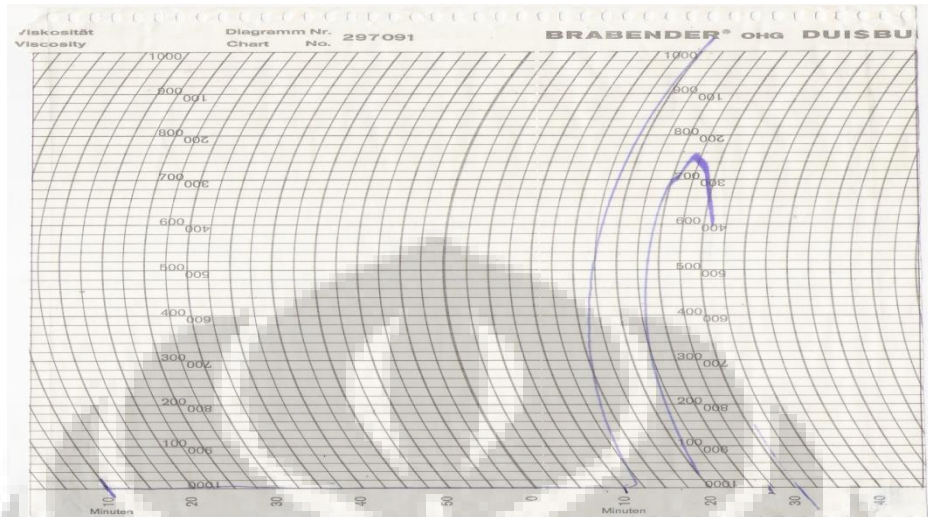 Viskosität
Viscosity
Diagramm Nr.
Chart No. 297091
BRABENDER® OHG DUISBU
1000 1000
900 100 900 100
800 200 800 200
700 300 700 300
600 400 600 400
500 500 500 500
400 600 400 600
300 700 300 700
200 800 200 800
100 900 100 900
1000 1000
10 20 30 40 50 0 10 20 30 40
Minuten Minuten